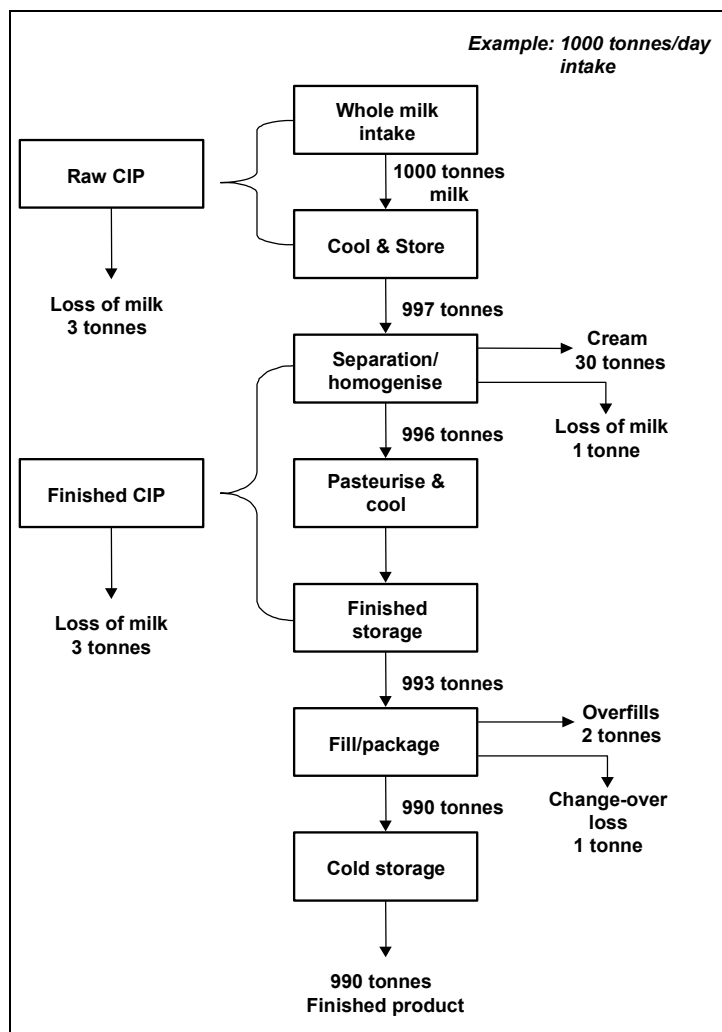 Example: 1000 tonnes/day
intake
Whole milk
intake
Raw CIP
1000 tonnes
milk
Cool & Store
Loss of milk
3 tonnes
997 tonnes
Separation/
homogenise
Cream
30 tonnes
Loss of milk
1 tonne
996 tonnes
Finished CIP
Pasteurise &
cool
Finished
storage
Loss of milk
3 tonnes
993 tonnes
Fill/package
Overfills
2 tonnes
Change-over
loss
1 tonne
990 tonnes
Cold storage
990 tonnes
Finished product